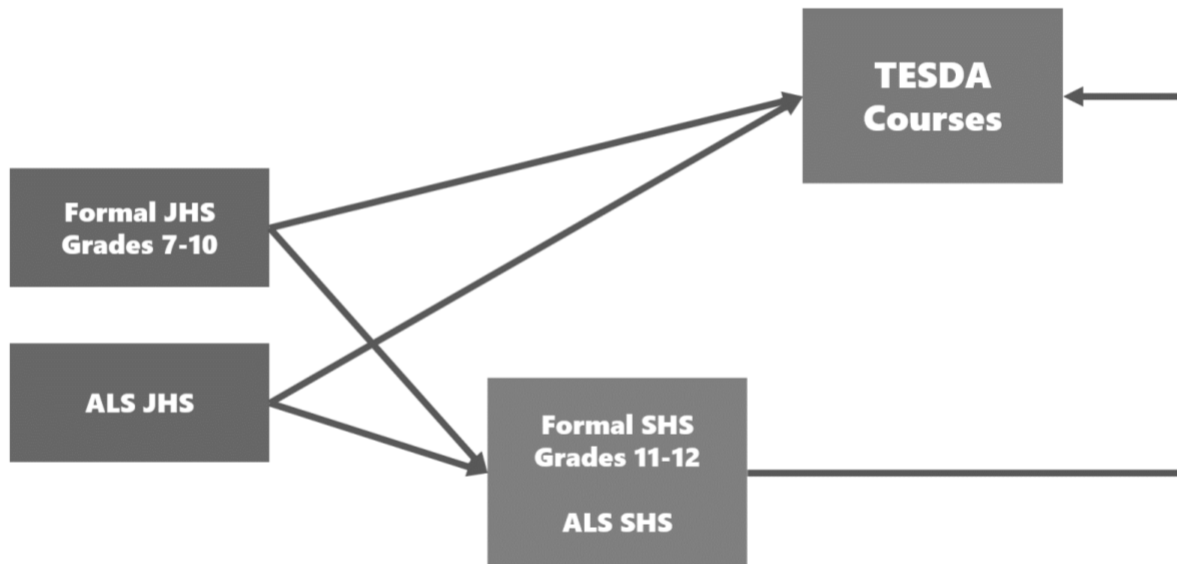 TESDA
Courses
Formal JHS
Grades 7-10
ALS JHS
Formal SHS
Grades 11-12
ALS SHS